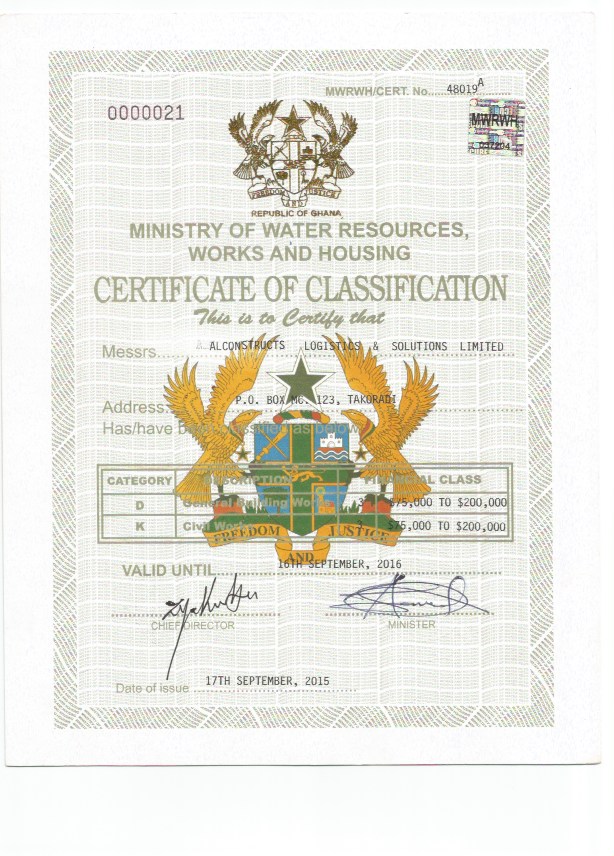 MWRWH/CERT. No.....48019A
0000021
MWRWH
FREEDOM AND JUSTICE
REPUBLIC OF GHANA
MINISTRY OF WATER RESOURCES,
WORKS AND HOUSING
CERTIFICATE OF CLASSIFICATION
This is to Certify that
Messrs..... ALCONSTRUCTS LOGISTICS & SOLUTIONS LIMITED
Address: P.O. BOX MC. 123, TAKORADI
Has/have been classified as below
CATEGORY DESCRIPTION FINANCIAL CLASS
D General Building Works 3 $75,000 TO $200,000
K Civil Works $75,000 TO $200,000
FREEDOM AND JUSTICE
VALID UNTIL..........16TH SEPTEMBER, 2016
CHIEF DIRECTOR MINISTER
Date of issue ..17TH SEPTEMBER, 2015